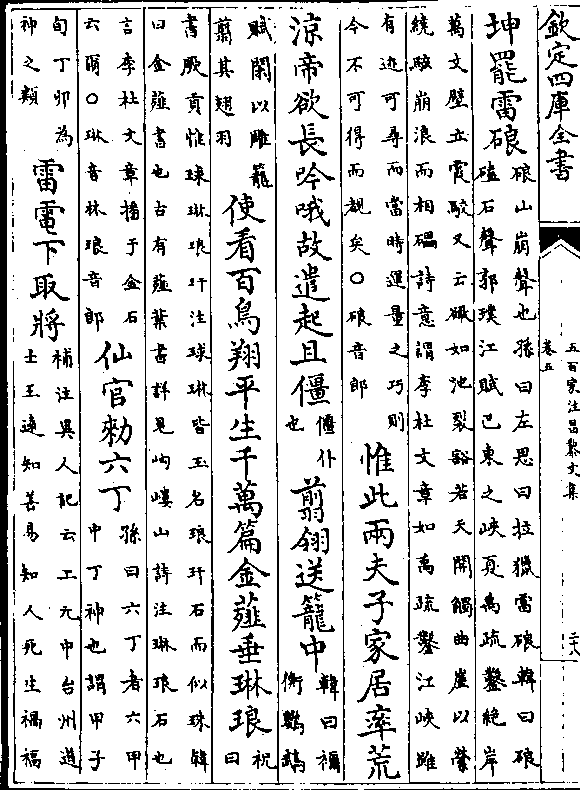 欽定四庫全書
五百家注昌黎文集
卷五
二十八
坤罷雷硠硠山崩聲也孫曰左思曰拉擸雷硠韓曰硠
礚石聲郭璞江賦巴東之峽夏禹疏鑿絕岸
萬丈壁立霞駮又云如池裂豁若天開觸曲崖以縈
繞駭崩浪而相礧詩意謂李杜文章如禹疏鑿江峽雖
有迹可尋而當時運量之巧則
今不可得而覩矣○硠音郎惟此兩夫子家居率荒
涼帝欲長吟哦故遣起且僵僵仆也翦翎送籠中韓曰禰
衡鸚鵡
賦閉以雕籠
翦其翅羽使看百鳥翔平生千萬篇金薤垂琳琅祝曰
書厥貢惟球琳琅玕注球琳皆玉名琅玕石而似珠韓
曰金薤書也古有薤葉書詳見岣嶁山詩注琳琅石也
言李杜文章播于金石
云爾○琳音林琅音郎仙官勑六丁孫曰六丁者六甲
中丁神也謂甲子
旬丁卯為
神之類雷電下取將補注異人記云上元中台州道
士王遠知善易知人死生禍福